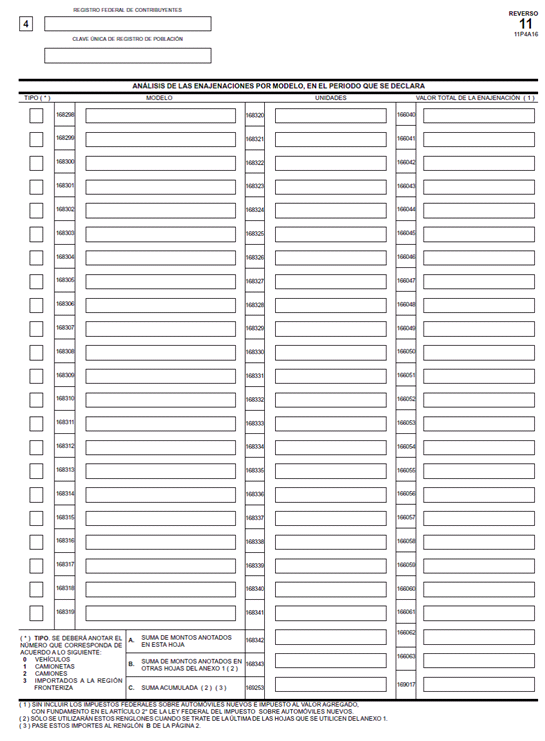 REGISTRO FEDERAL DE CONTRIBUYENTES
REVERSO
4
11
11P4A16
CLAVE ÚNICA DE REGISTRO DE POBLACIÓN
ANÁLISIS DE LAS ENAJENACIONES POR MODELO, EN EL PERIODO QUE SE DECLARA
TIPO ( * ) MODELO UNIDADES VALOR TOTAL DE LA ENAJENACIÓN ( 1 )
168298 168320 166040
168299 168321 166041
168300 168322 166042
168301 168323 166043
168302 168324 166044
168303 168325 166045
168304 168326 166046
168305 168327 166047
168306 168328 166048
168307 168329 166049
168308 168330 166050
168309 168331 166051
168310 168332 166052
168311 168333 166053
168312 168334 166054
168313 168335 166055
168314 168336 166056
168315 168337 166057
168316 168338 166058
168317 168339 166059
168318 168340 166060
168319 168341 166061
( * ) TIPO. SE DEBERÁ ANOTAR EL
NÚMERO QUE CORRESPONDA DE
ACUERDO A LO SIGUIENTE:
0 VEHÍCULOS
1 CAMIONETAS
2 CAMIONES
3 IMPORTADOS A LA REGIÓN
FRONTERIZA
A. SUMA DE MONTOS ANOTADOS
EN ESTA HOJA
168342 166062
B. SUMA DE MONTOS ANOTADOS EN
OTRAS HOJAS DEL ANEXO 1 ( 2 )
168343 166063
C. SUMA ACUMULADA ( 2 ) ( 3 )
169253 169017
( 1 ) SIN INCLUIR LOS IMPUESTOS FEDERALES SOBRE AUTOMÓVILES NUEVOS E IMPUESTO AL VALOR AGREGADO,
CON FUNDAMENTO EN EL ARTÍCULO 2° DE LA LEY FEDERAL DEL IMPUESTO SOBRE AUTOMÓVILES NUEVOS.
( 2 ) SÓLO SE UTILIZARÁN ESTOS RENGLONES CUANDO SE TRATE DE LA ÚLTIMA DE LAS HOJAS QUE SE UTILICEN DEL ANEXO 1.
( 3 ) PASE ESTOS IMPORTES AL RENGLÓN B DE LA PÁGINA 2.